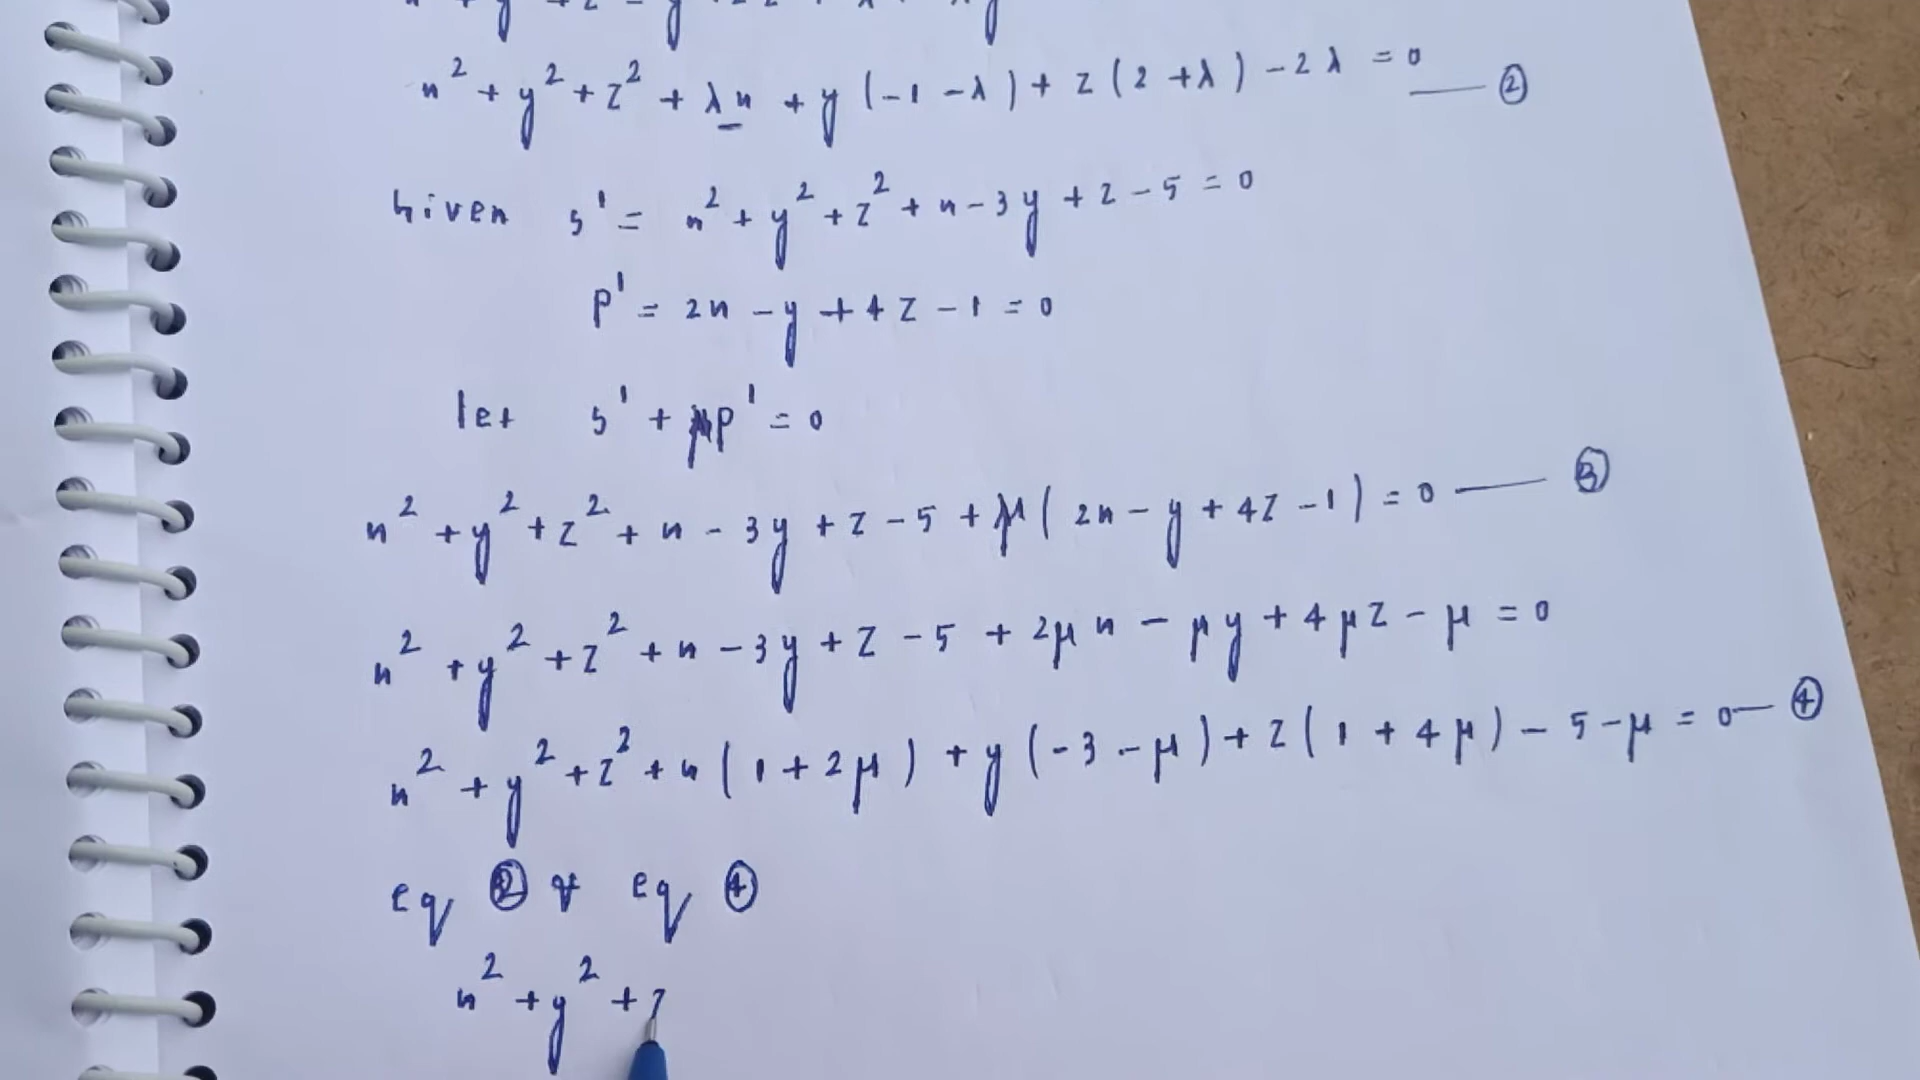 x² + y² + z² + λx + y(-1-λ) + z(2+λ) - 2λ = 0 —— ②
Given s' = x² + y² + z² + x - 3y + z - 5 = 0
p' = 2x - y + 4z - 1 = 0
let s' + μp' = 0
x² + y² + z² + x - 3y + z - 5 + μ(2x - y + 4z - 1) = 0 —— ③
x² + y² + z² + x - 3y + z - 5 + 2μx - μy + 4μz - μ = 0
x² + y² + z² + x(1+2μ) + y(-3-μ) + z(1+4μ) - 5 - μ = 0 — ④
eq ② & eq ④
x² + y² + z